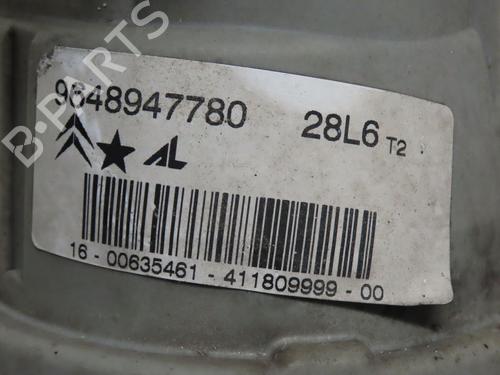 B-PARTS
9648947780 28L6 T2
AL
16 - 00635461 - 411809999 - 00